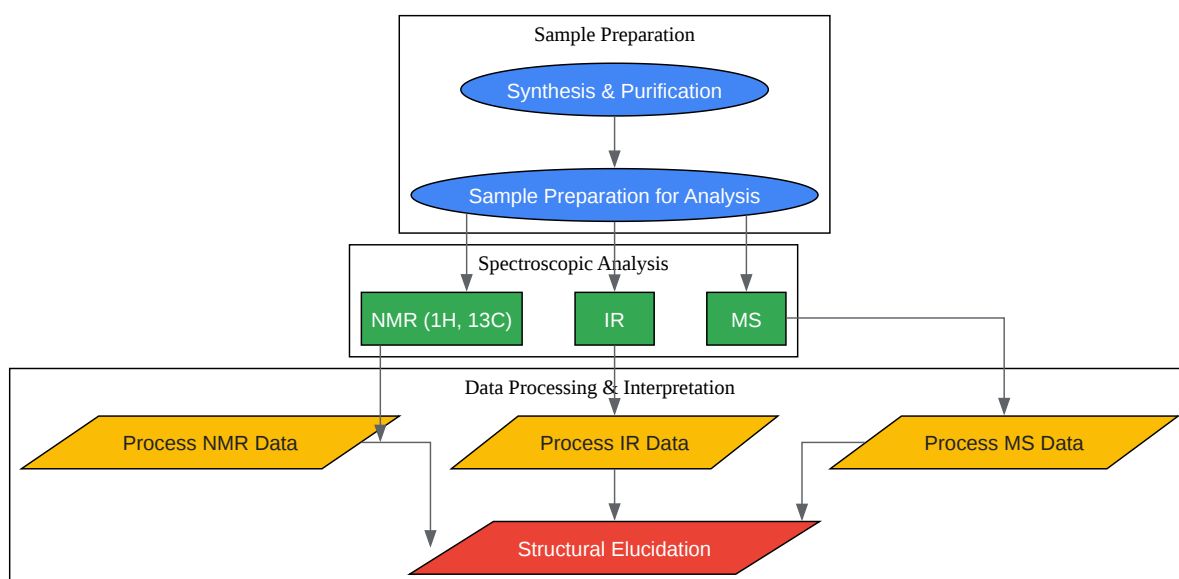 Sample Preparation
Synthesis & Purification
Sample Preparation for Analysis
Spectroscopic Analysis
NMR (1H, 13C)
IR
MS
Data Processing & Interpretation
Process NMR Data
Process IR Data
Process MS Data
Structural Elucidation